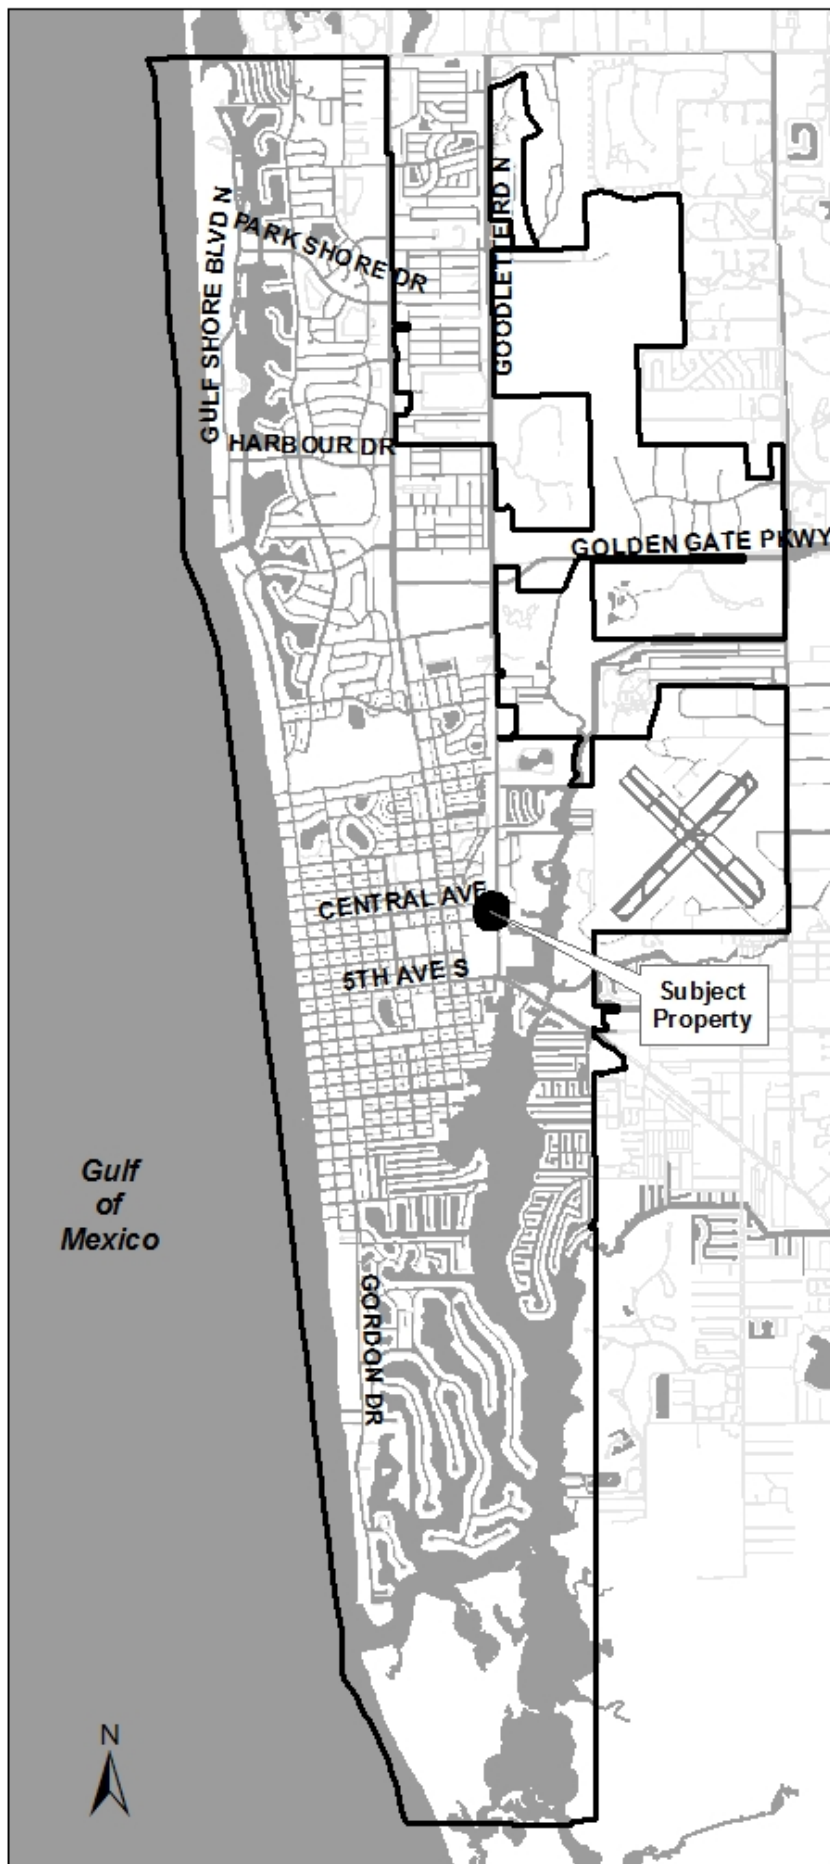 GULF SHORE BLVD N
PARK SHORE DR
GOODLETTE RD N
HARBOUR DR
GOLDEN GATE PKWY
CENTRAL AVE
5TH AVE S
Subject
Property
Gulf
of
Mexico
GORDON DR
N